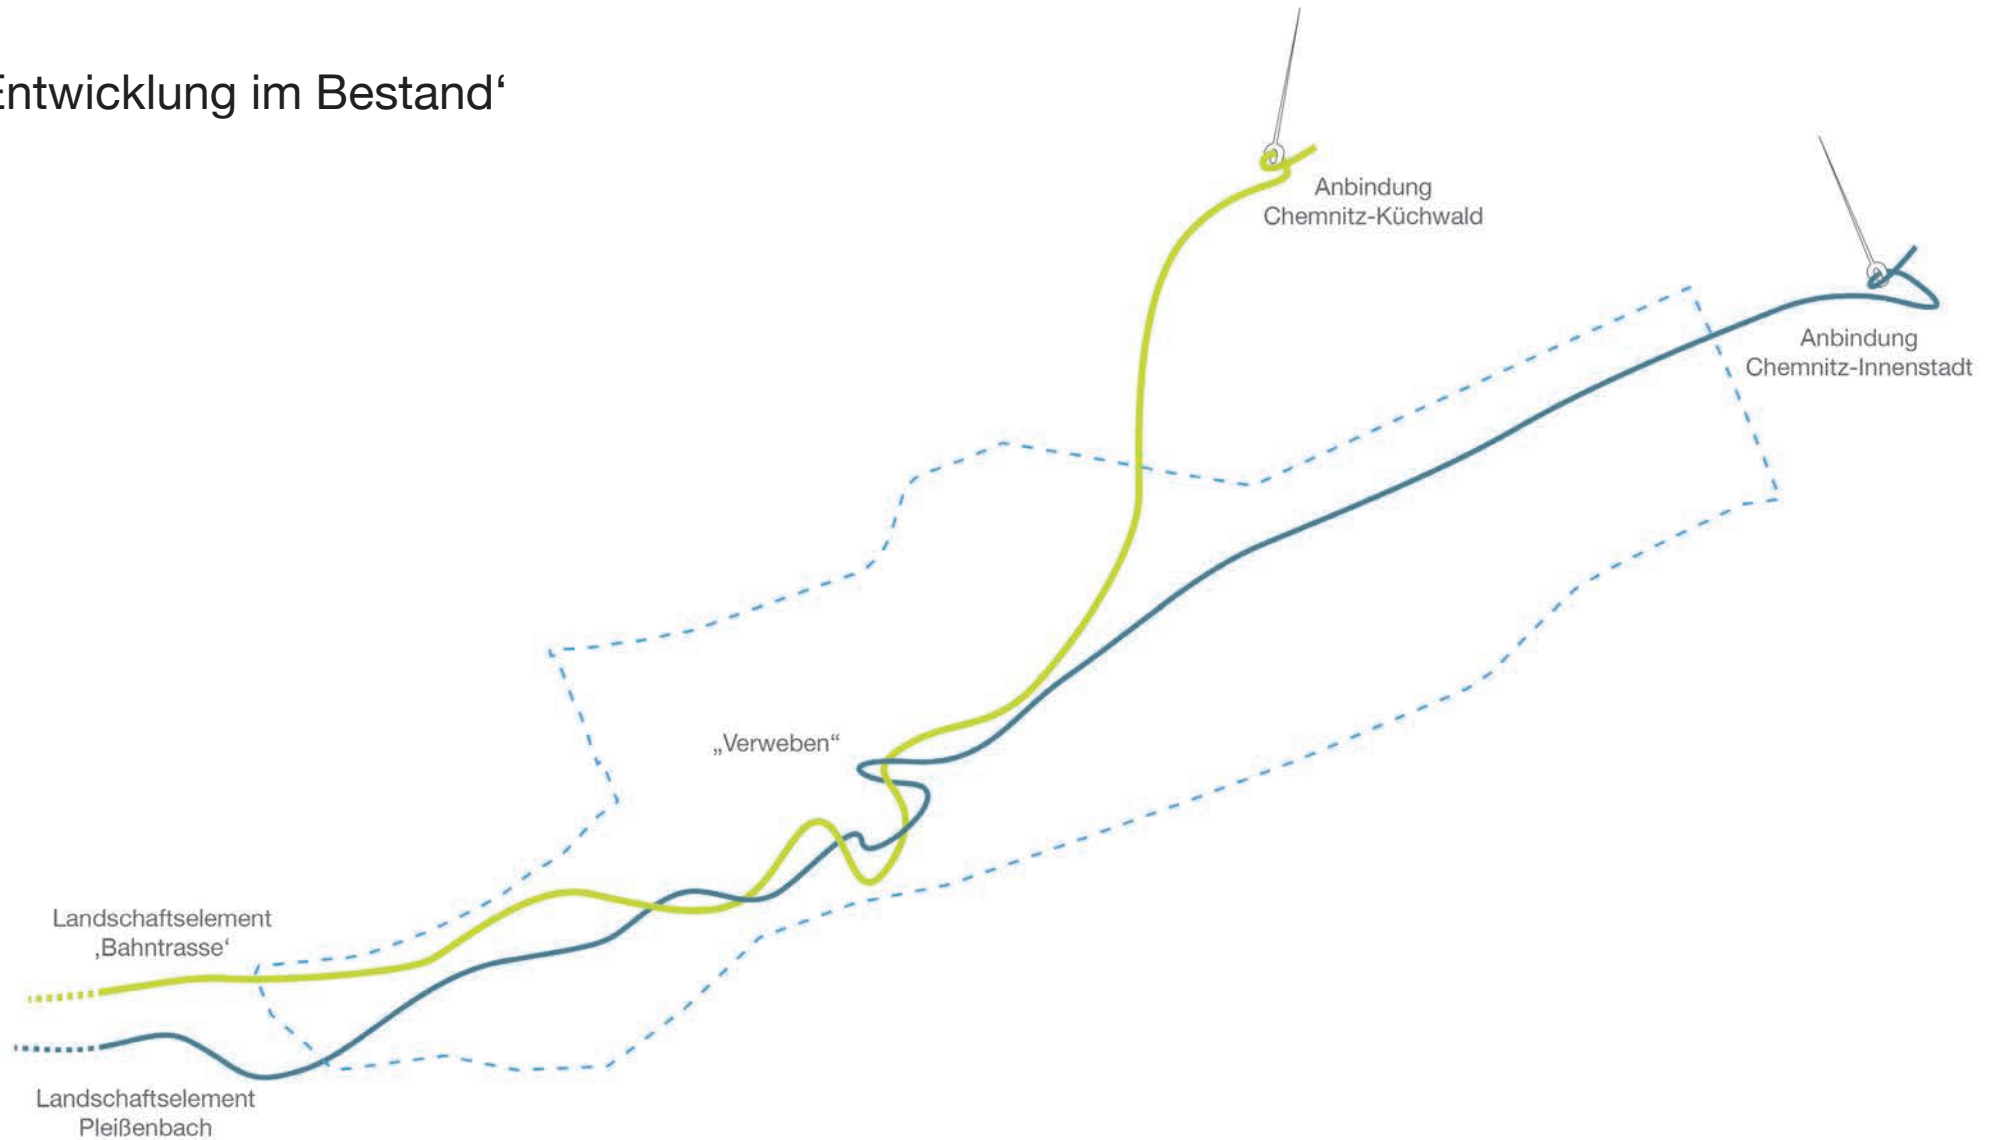 Entwicklung im Bestand‘
Anbindung
Chemnitz-Küchwald
Anbindung
Chemnitz-Innenstadt
„Verweben“
Landschaftselement
‚Bahntrasse‘
Landschaftselement
Pleißenbach